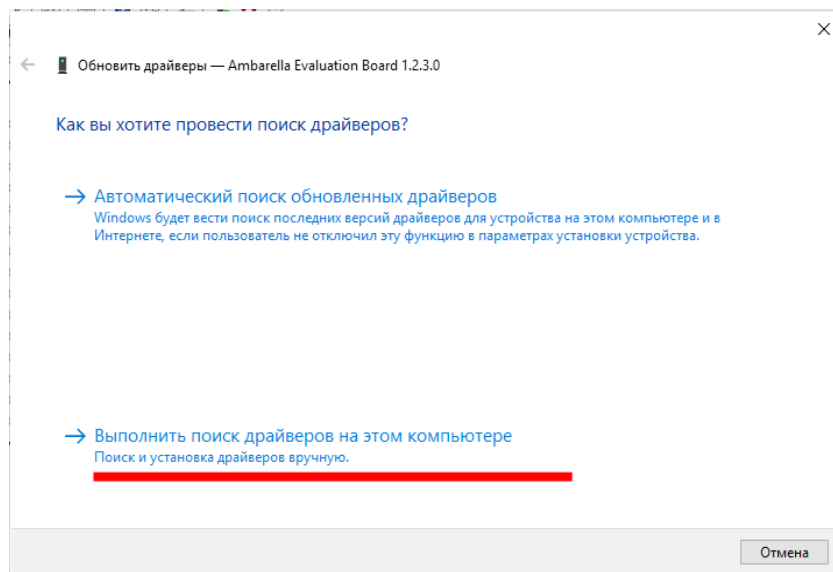 Обновить драйверы — Ambarella Evaluation Board 1.2.3.0
Как вы хотите провести поиск драйверов?
Автоматический поиск обновленных драйверов
Windows будет вести поиск последних версий драйверов для устройства на этом компьютере и в
Интернете, если пользователь не отключил эту функцию в параметрах установки устройства.
Выполнить поиск драйверов на этом компьютере
Поиск и установка драйверов вручную.
Отмена